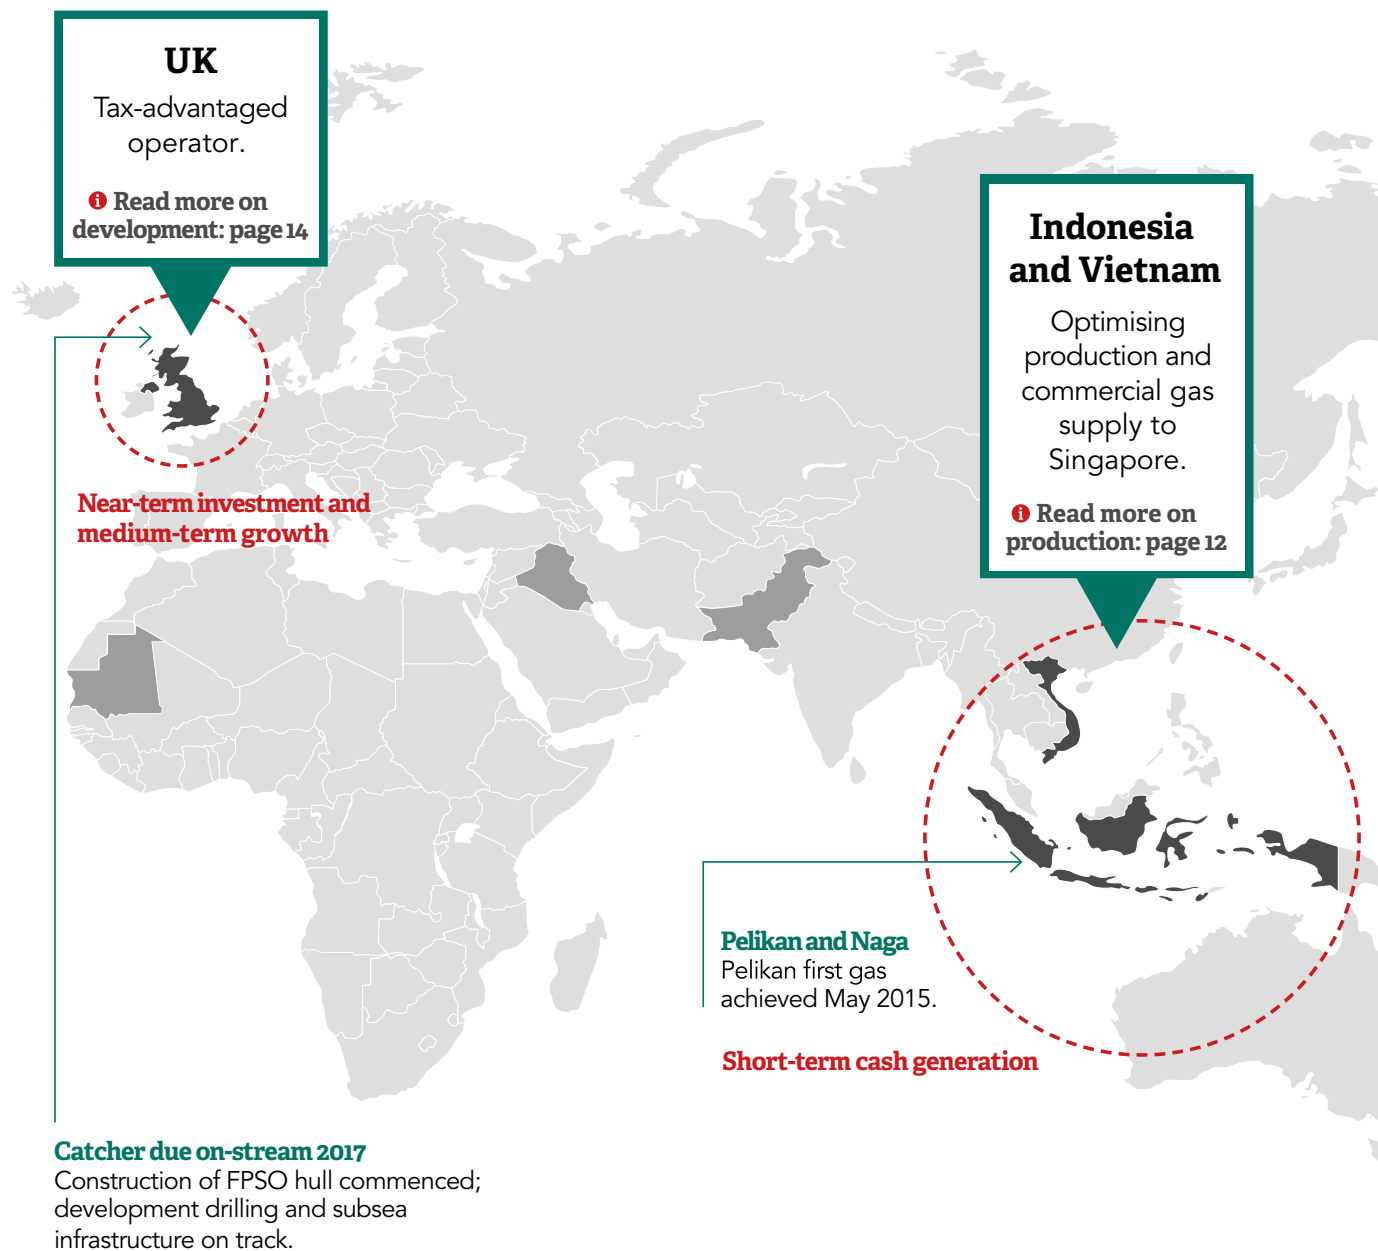 UK
Tax-advantaged
operator.
Read more on
development: page 14
Near-term investment and
medium-term growth
Indonesia
and Vietnam
Optimising
production and
commercial gas
supply to
Singapore.
Read more on
production: page 12
Pelikan and Naga
Pelikan first gas
achieved May 2015.
Short-term cash generation
Catcher due on-stream 2017
Construction of FPSO hull commenced;
development drilling and subsea
infrastructure on track.